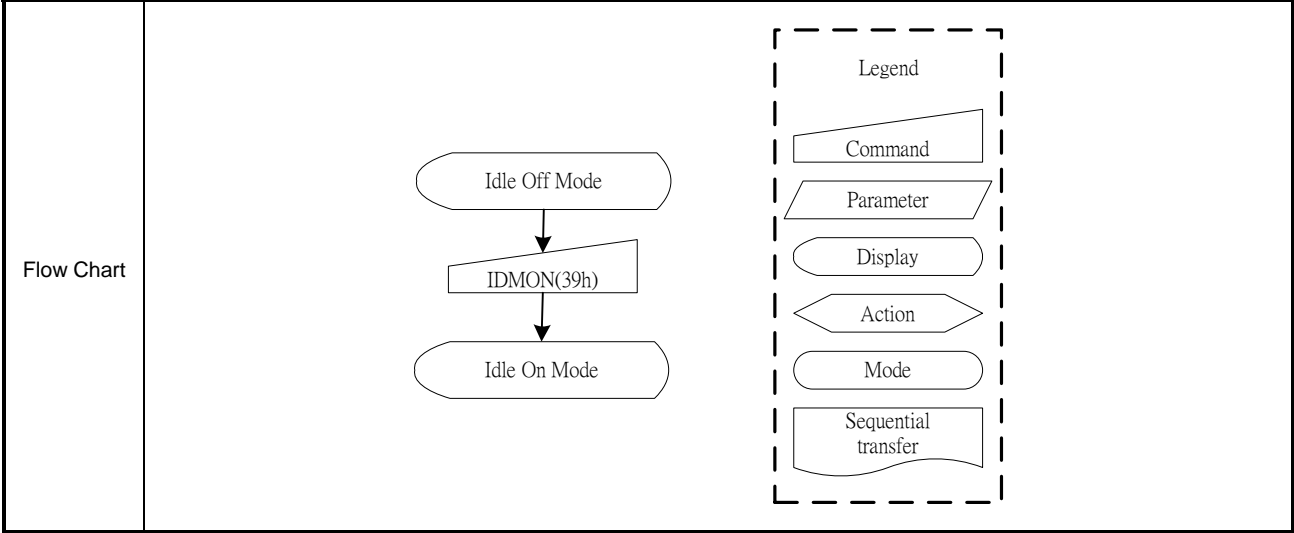 Flow Chart
Idle Off Mode
IDMON(39h)
Idle On Mode
Legend
Command
Parameter
Display
Action
Mode
Sequential
transfer